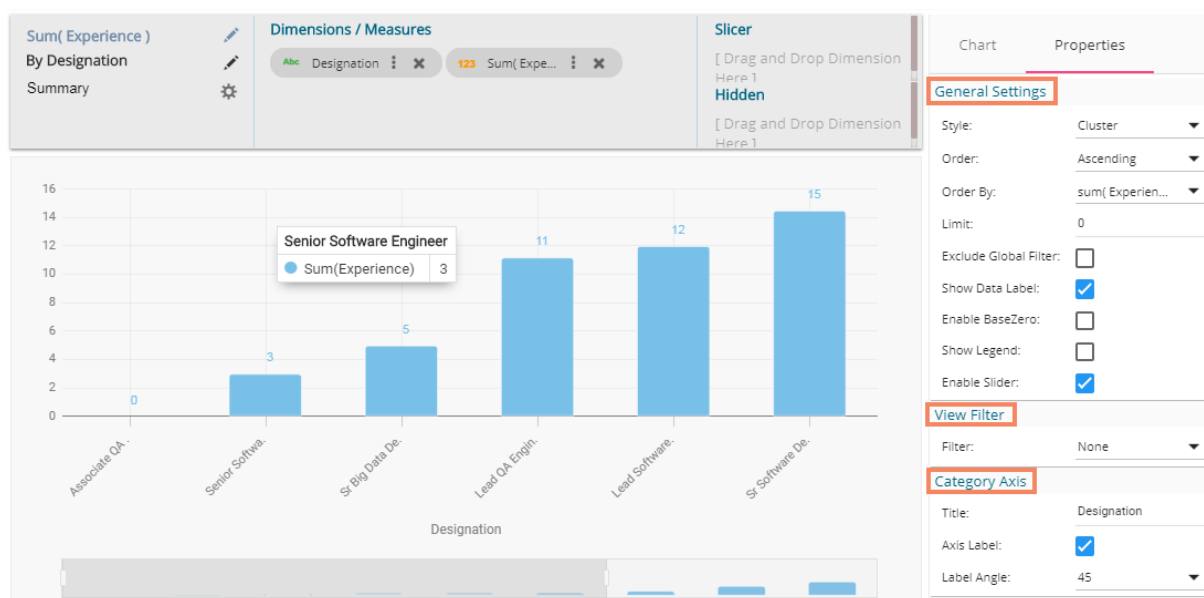 Sum( Experience )
By Designation
Summary
Dimensions / Measures
Abc Designation
123 Sum( Expe...
Slicer
[ Drag and Drop Dimension
Here ]
Hidden
[ Drag and Drop Dimension
Here ]
Chart Properties
General Settings
Style: Cluster
Order: Ascending
Order By: sum( Experien...
Limit: 0
Exclude Global Filter:
Show Data Label:
Enable BaseZero:
Show Legend:
Enable Slider:
View Filter
Filter: None
Category Axis
Title: Designation
Axis Label:
Label Angle: 45
16
14
12
10
8
6
4
2
0
0
3
5
11
12
15
Senior Software Engineer
Sum(Experience) 3
Associate QA .
Senior Softwa.
Sr Big Data De.
Lead QA Engin.
Lead Software.
Sr Software De.
Designation